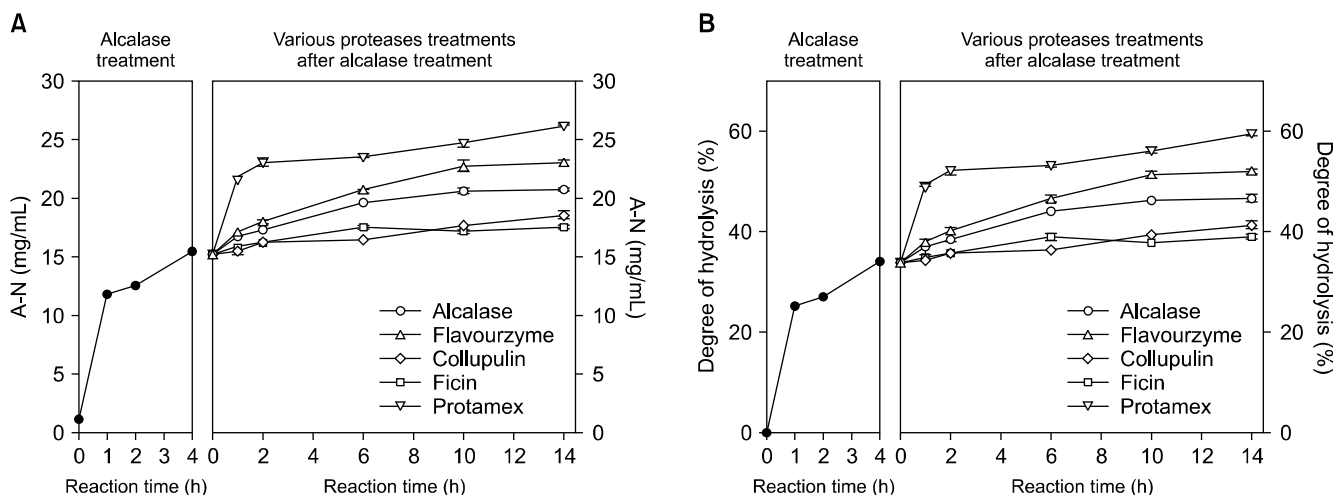 A
Alcalase
treatment
Various proteases treatments
after alcalase treatment
30
25
20
15
10
5
0
A-N (mg/mL)
0 1 2 3 4
Reaction time (h)
0 2 4 6 8 10 12 14
Reaction time (h)
30
25
20
15
10
5
0
A-N
(mg/mL)
Alcalase
Flavourzyme
Collupulin
Ficin
Protamex
B
Alcalase
treatment
Various proteases treatments
after alcalase treatment
60
40
20
0
Degree of hydrolysis (%)
0 1 2 3 4
Reaction time (h)
0 2 4 6 8 10 12 14
Reaction time (h)
60
40
20
0
Degree of hydrolysis
(%)
Alcalase
Flavourzyme
Collupulin
Ficin
Protamex